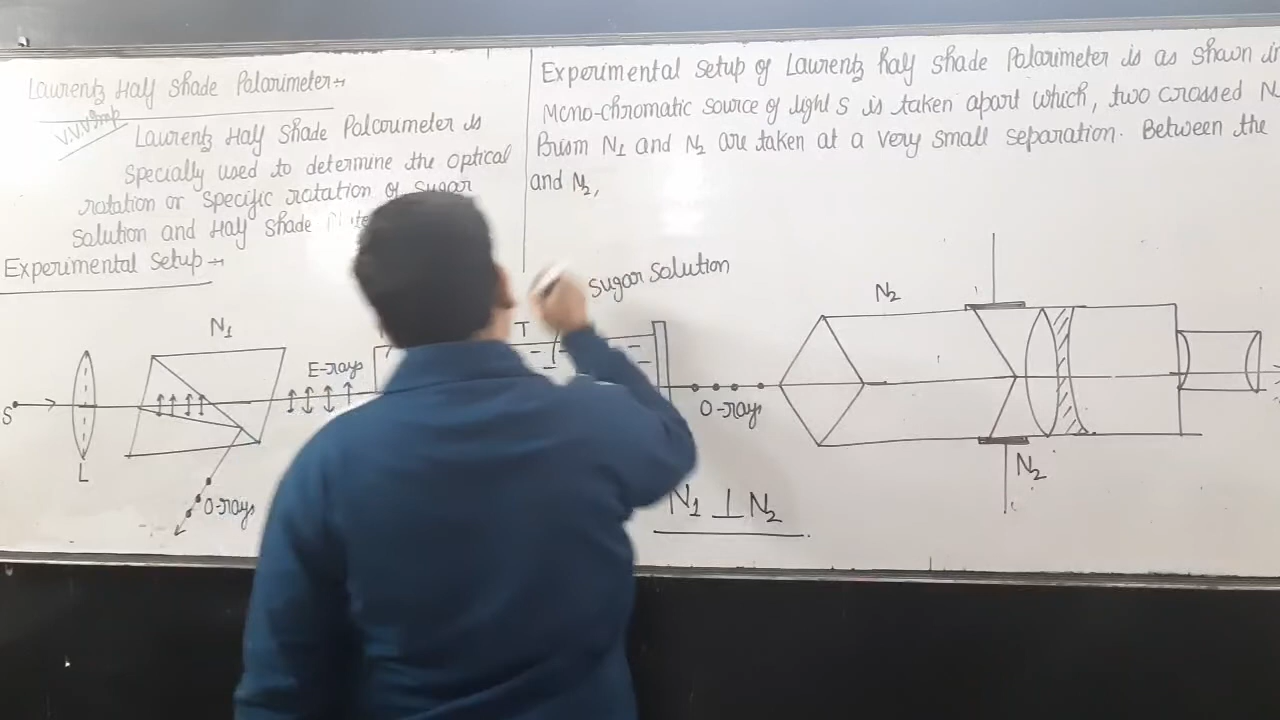 Laurentz Half Shade Polarimeter →
V.V.V Imp
Laurentz Half Shade Polarimeter is
Specially used to determine the optical
rotation or specific rotation of sugar
solution and Half Shade
Experimental Setup →
Experimental Setup of Laurentz half Shade Polarimeter is as shown in
Mono-chromatic source of light S is taken apart which, two crossed
Prism N₁ and N₂ are taken at a very small separation. Between the
and N₂,
Sugar solution
N₂
N₁
T
E-rays
S
O-rays
L
N₂
O-rays
N₁ ⊥ N₂